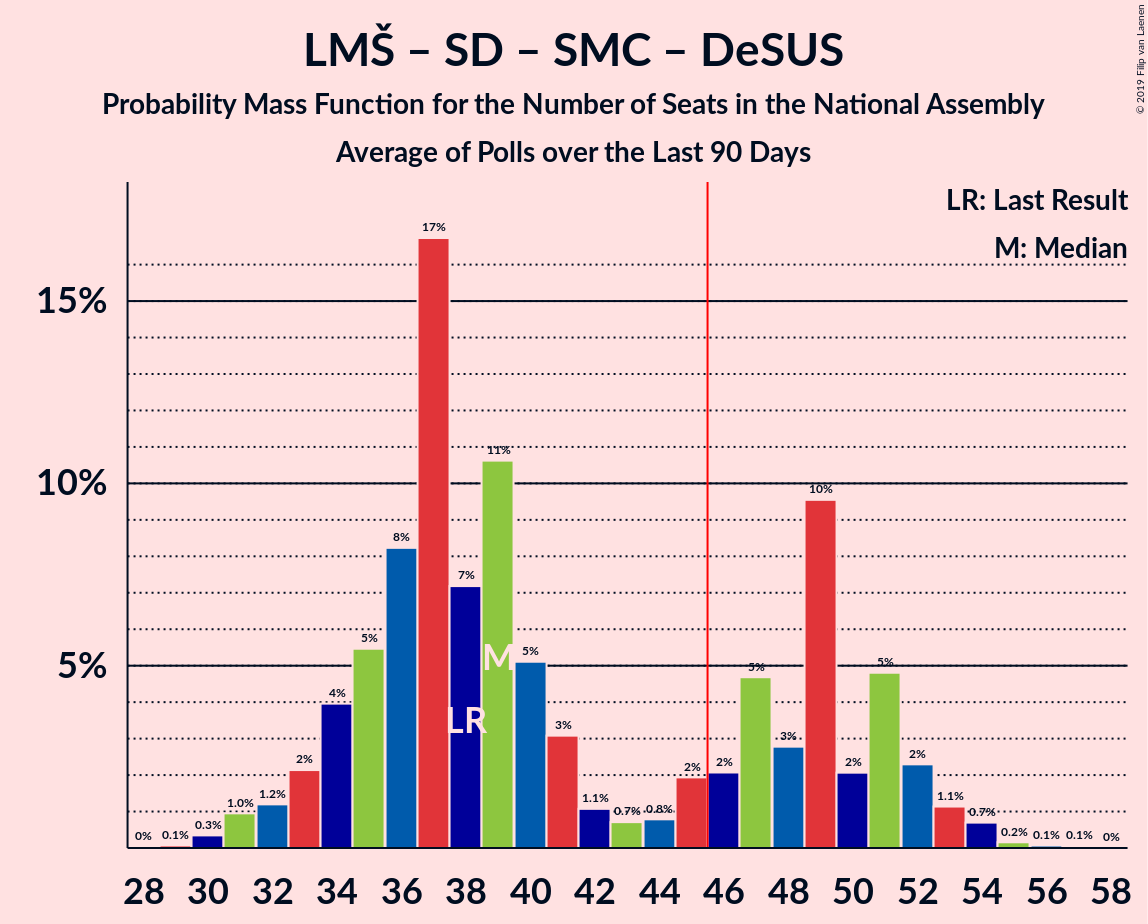 LMŠ – SD – SMC – DeSUS
Probability Mass Function for the Number of Seats in the National Assembly
Average of Polls over the Last 90 Days
© 2019 Filip van Laenen
LR: Last Result
M: Median
15%
10%
5%
0% 0.1% 0.3% 1.0% 1.2% 2% 4% 5% 8% 17% 7% 11% 5% 3% 1.1% 0.7% 0.8% 2% 2% 5% 3% 10% 2% 5% 2% 1.1% 0.7% 0.2% 0.1% 0.1% 0%
M
LR
28 30 32 34 36 38 40 42 44 46 48 50 52 54 56 58